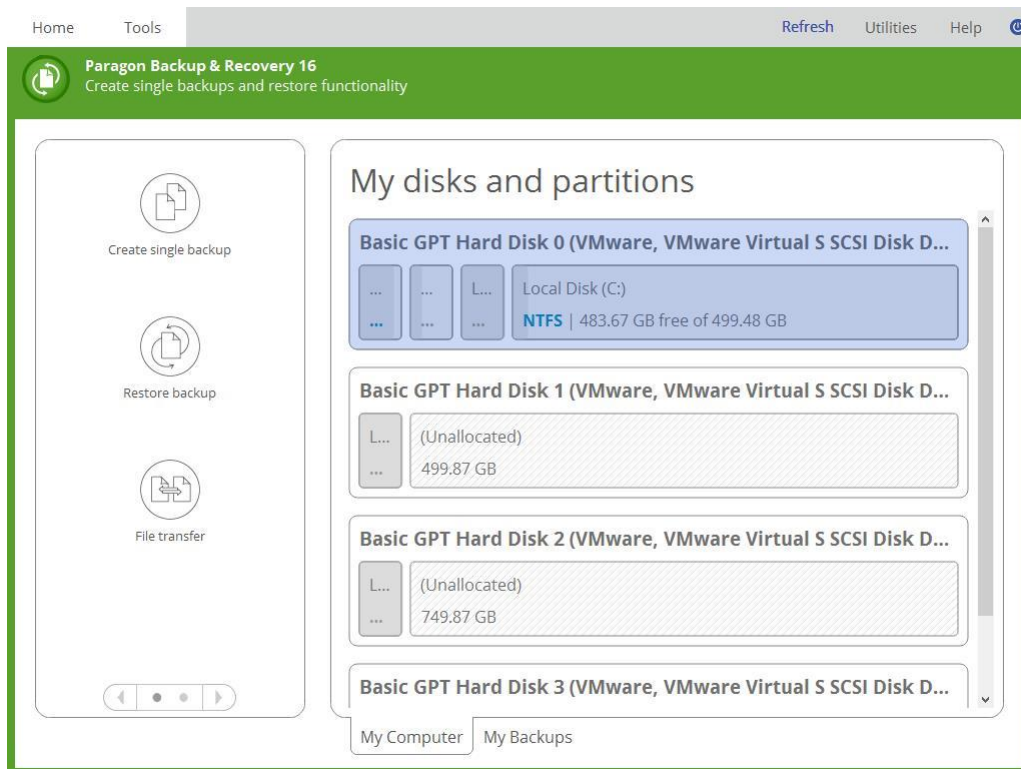 Home Tools Refresh Utilities Help
Paragon Backup & Recovery 16
Create single backups and restore functionality
Create single backup
Restore backup
File transfer
My disks and partitions
Basic GPT Hard Disk 0 (VMware, VMware Virtual S SCSI Disk D...
... ... L... Local Disk (C:)
... ... ... NTFS | 483.67 GB free of 499.48 GB
Basic GPT Hard Disk 1 (VMware, VMware Virtual S SCSI Disk D...
L... (Unallocated)
... 499.87 GB
Basic GPT Hard Disk 2 (VMware, VMware Virtual S SCSI Disk D...
L... (Unallocated)
... 749.87 GB
Basic GPT Hard Disk 3 (VMware, VMware Virtual S SCSI Disk D...
My Computer My Backups